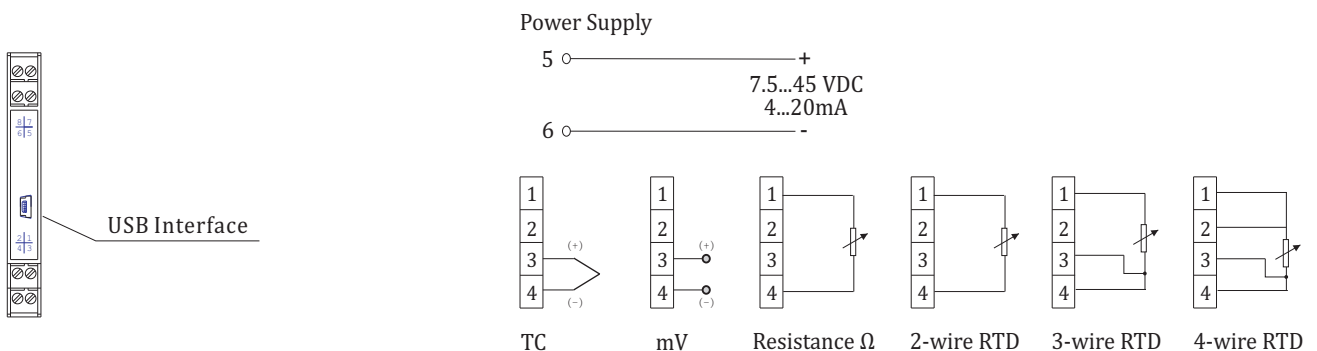 Power Supply
5 +
7.5...45 VDC
4...20mA
6 -
8 7
6 5
USB Interface
2 1
4 3
1 1 1 1 1 1
2 2 2 2 2 2
(+) (+)
3 3 3 3 3 3
4 4 4 4 4 4
(-) (-)
TC mV Resistance Ω 2-wire RTD 3-wire RTD 4-wire RTD